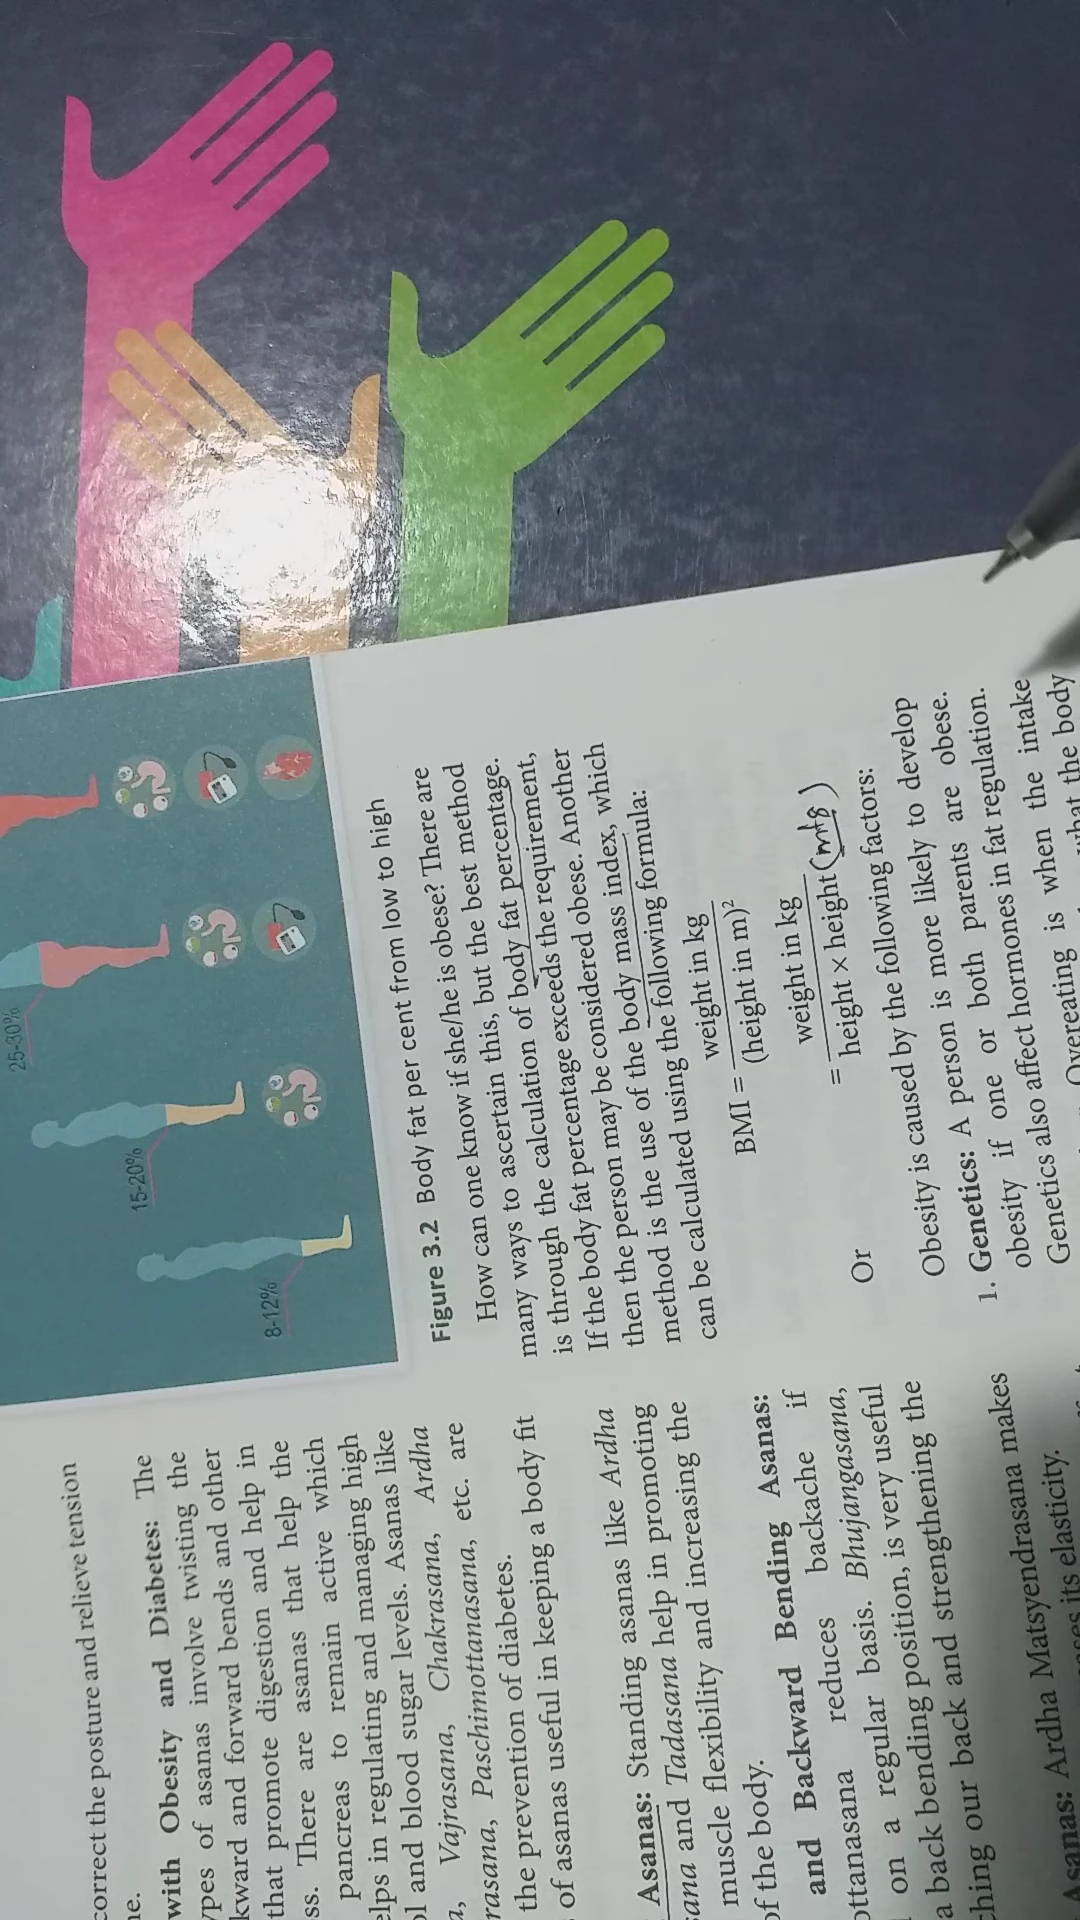 correct the posture and relieve tension
with Obesity and Diabetes: The
of asanas involve twisting the
and forward bends and other
that promote digestion and help in
There are asanas that help the
pancreas to remain active which
in regulating and managing high
and blood sugar levels. Asanas like
Vajrasana, Chakrasana, Ardha
Paschimottanasana, etc. are
the prevention of diabetes.
of asanas useful in keeping a body fit
Asanas: Standing asanas like Ardha
and Tadasana help in promoting
muscle flexibility and increasing the
of the body.
and Backward Bending Asanas:
reduces backache if
on a regular basis. Bhujangasana,
a back bending position, is very useful
our back and strengthening the
Asanas: Ardha Matsyendrasana makes
its elasticity.
8-12%
15-20%
25-30%
Figure 3.2 Body fat per cent from low to high
How can one know if she/he is obese? There are
many ways to ascertain this, but the best method
is through the calculation of body fat percentage.
If the body fat percentage exceeds the requirement,
then the person may be considered obese. Another
method is the use of the body mass index, which
can be calculated using the following formula:
BMI = weight in kg
(height in m)²
Or
= weight in kg
height × height
Obesity is caused by the following factors:
1. Genetics: A person is more likely to develop
obesity if one or both parents are obese.
Genetics also affect hormones in fat regulation.
Overeating is when the intake
what the body